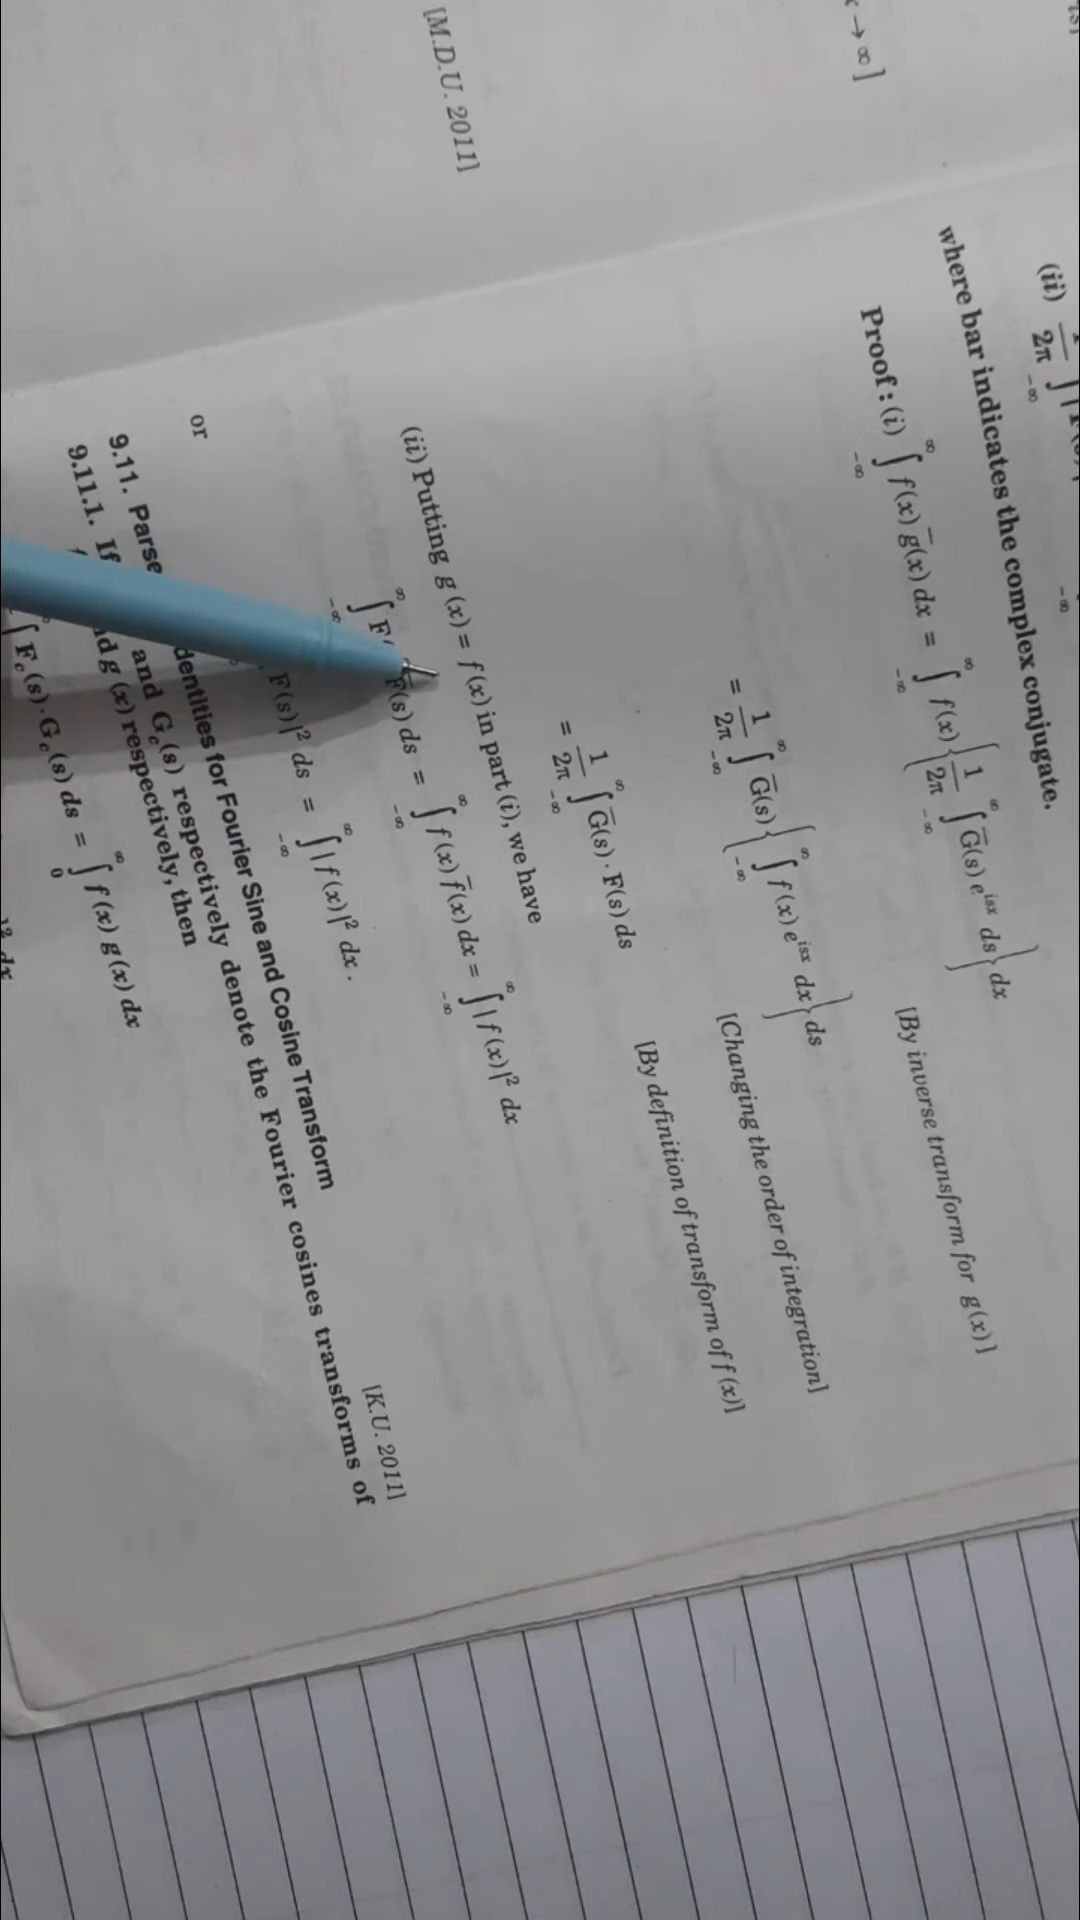 [M.D.U. 2011]
→ ∞ ]
(ii) 1/2π ∫_{-∞}
where bar indicates the complex conjugate.
Proof : (i) ∫_{-∞}^{∞} f(x) g̅(x) dx = ∫_{-∞}^{∞} f(x) { 1/2π ∫_{-∞}^{∞} G̅(s) e^{isx} ds } dx
[By inverse transform for g(x)]
= 1/2π ∫_{-∞}^{∞} G̅(s) { ∫_{-∞}^{∞} f(x) e^{isx} dx } ds
[Changing the order of integration]
= 1/2π ∫_{-∞}^{∞} G̅(s) . F(s) ds
[By definition of transform of f (x)]
(ii) Putting g (x) = f (x) in part (i), we have
∫_{-∞}^{∞} F̅(s) ds = ∫_{-∞}^{∞} f (x) f̅(x) dx = ∫_{-∞}^{∞} | f (x)|² dx
or F(s)|² ds = ∫_{-∞}^{∞} | f (x)|² dx .
9.11. dentities for Fourier Sine and Cosine Transform
[K.U. 2011]
9.11.1. If and G_c (s) respectively denote the Fourier cosines transforms of
g (x) respectively, then
∫ F_c (s) . G_c (s) ds = ∫_0^∞ f (x) g (x) dx
|² dx